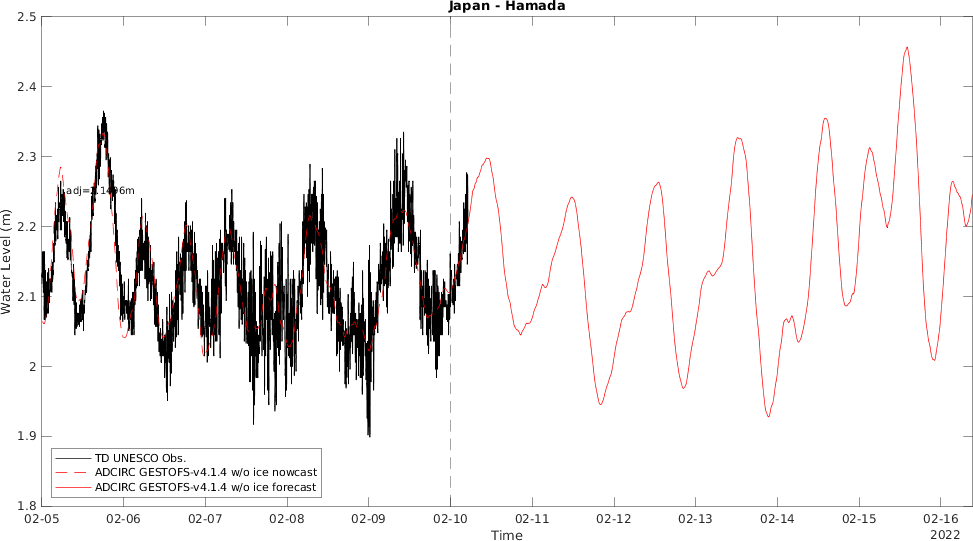 Japan - Hamada
2.5
2.4
2.3
2.2
2.1
2
1.9
1.8
Water Level (m)
adj=2.1496m
TD UNESCO Obs.
ADCIRC GESTOFS-v4.1.4 w/o ice nowcast
ADCIRC GESTOFS-v4.1.4 w/o ice forecast
02-05 02-06 02-07 02-08 02-09 02-10 02-11 02-12 02-13 02-14 02-15 02-16
Time
2022